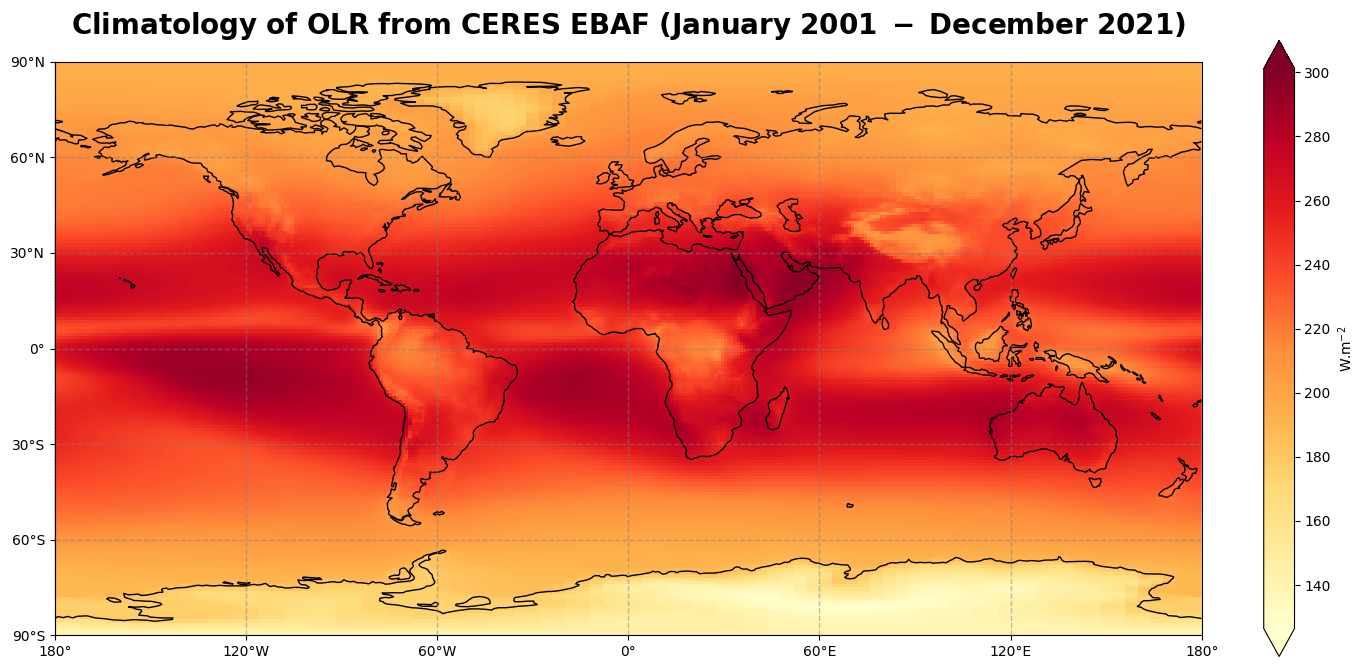 Climatology of OLR from CERES EBAF (January 2001 − December 2021)
90°N
60°N
30°N
0°
30°S
60°S
90°S
180°
120°W
60°W
0°
60°E
120°E
180°
300
280
260
240
220
200
180
160
140
W.m⁻²